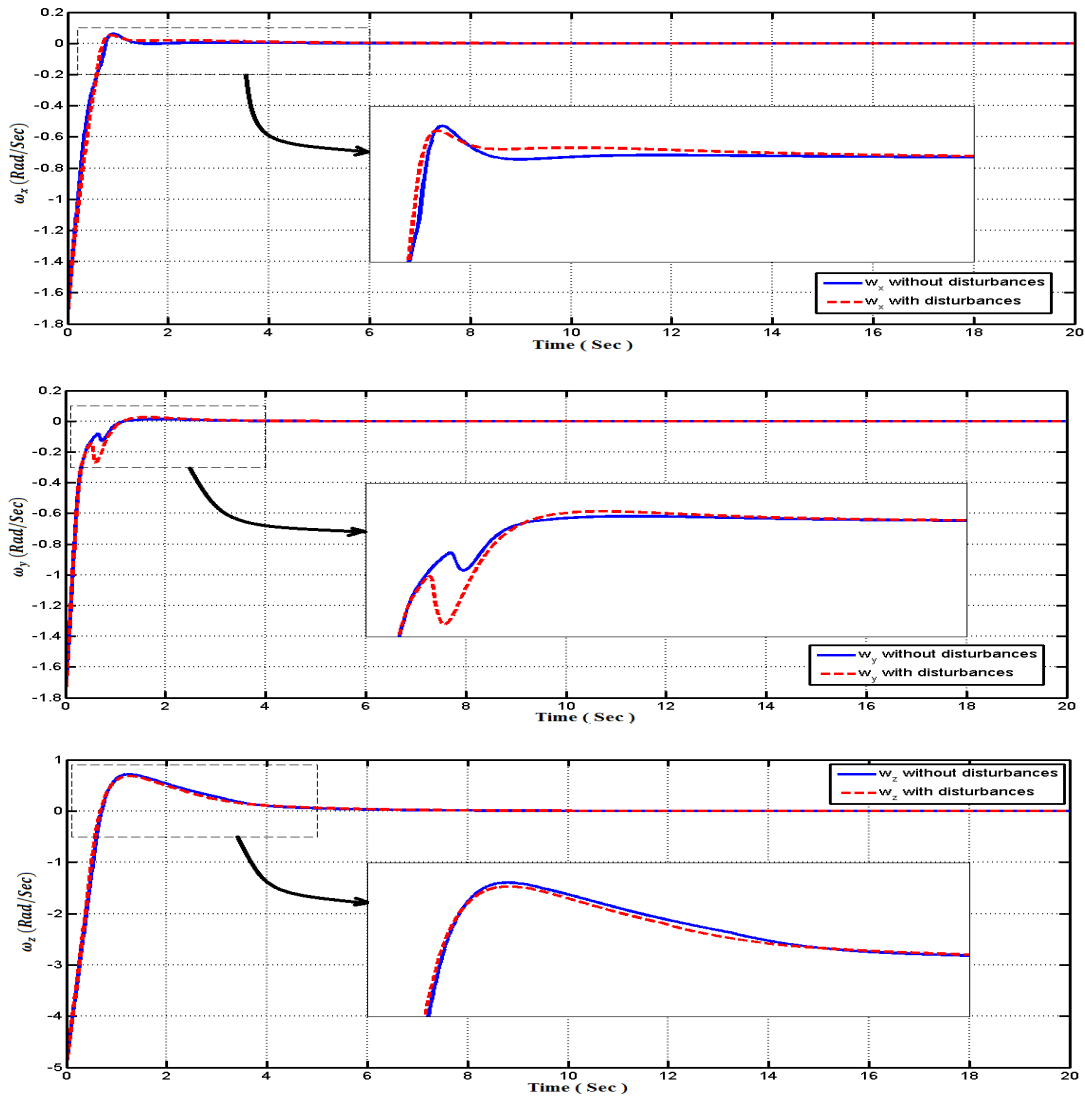 0.2
0
-0.2
-0.4
-0.6
-0.8
-1
-1.2
-1.4
-1.6
-1.8
ωx (Rad/Sec)
wx without disturbances
wx with disturbances
0 2 4 6 8 10 12 14 16 18 20
Time ( Sec )
0.2
0
-0.2
-0.4
-0.6
-0.8
-1
-1.2
-1.4
-1.6
-1.8
ωy (Rad/Sec)
wy without disturbances
wy with disturbances
0 2 4 6 8 10 12 14 16 18 20
Time ( Sec )
1
0
-1
-2
-3
-4
-5
ωz (Rad/Sec)
wz without disturbances
wz with disturbances
0 2 4 6 8 10 12 14 16 18 20
Time ( Sec )